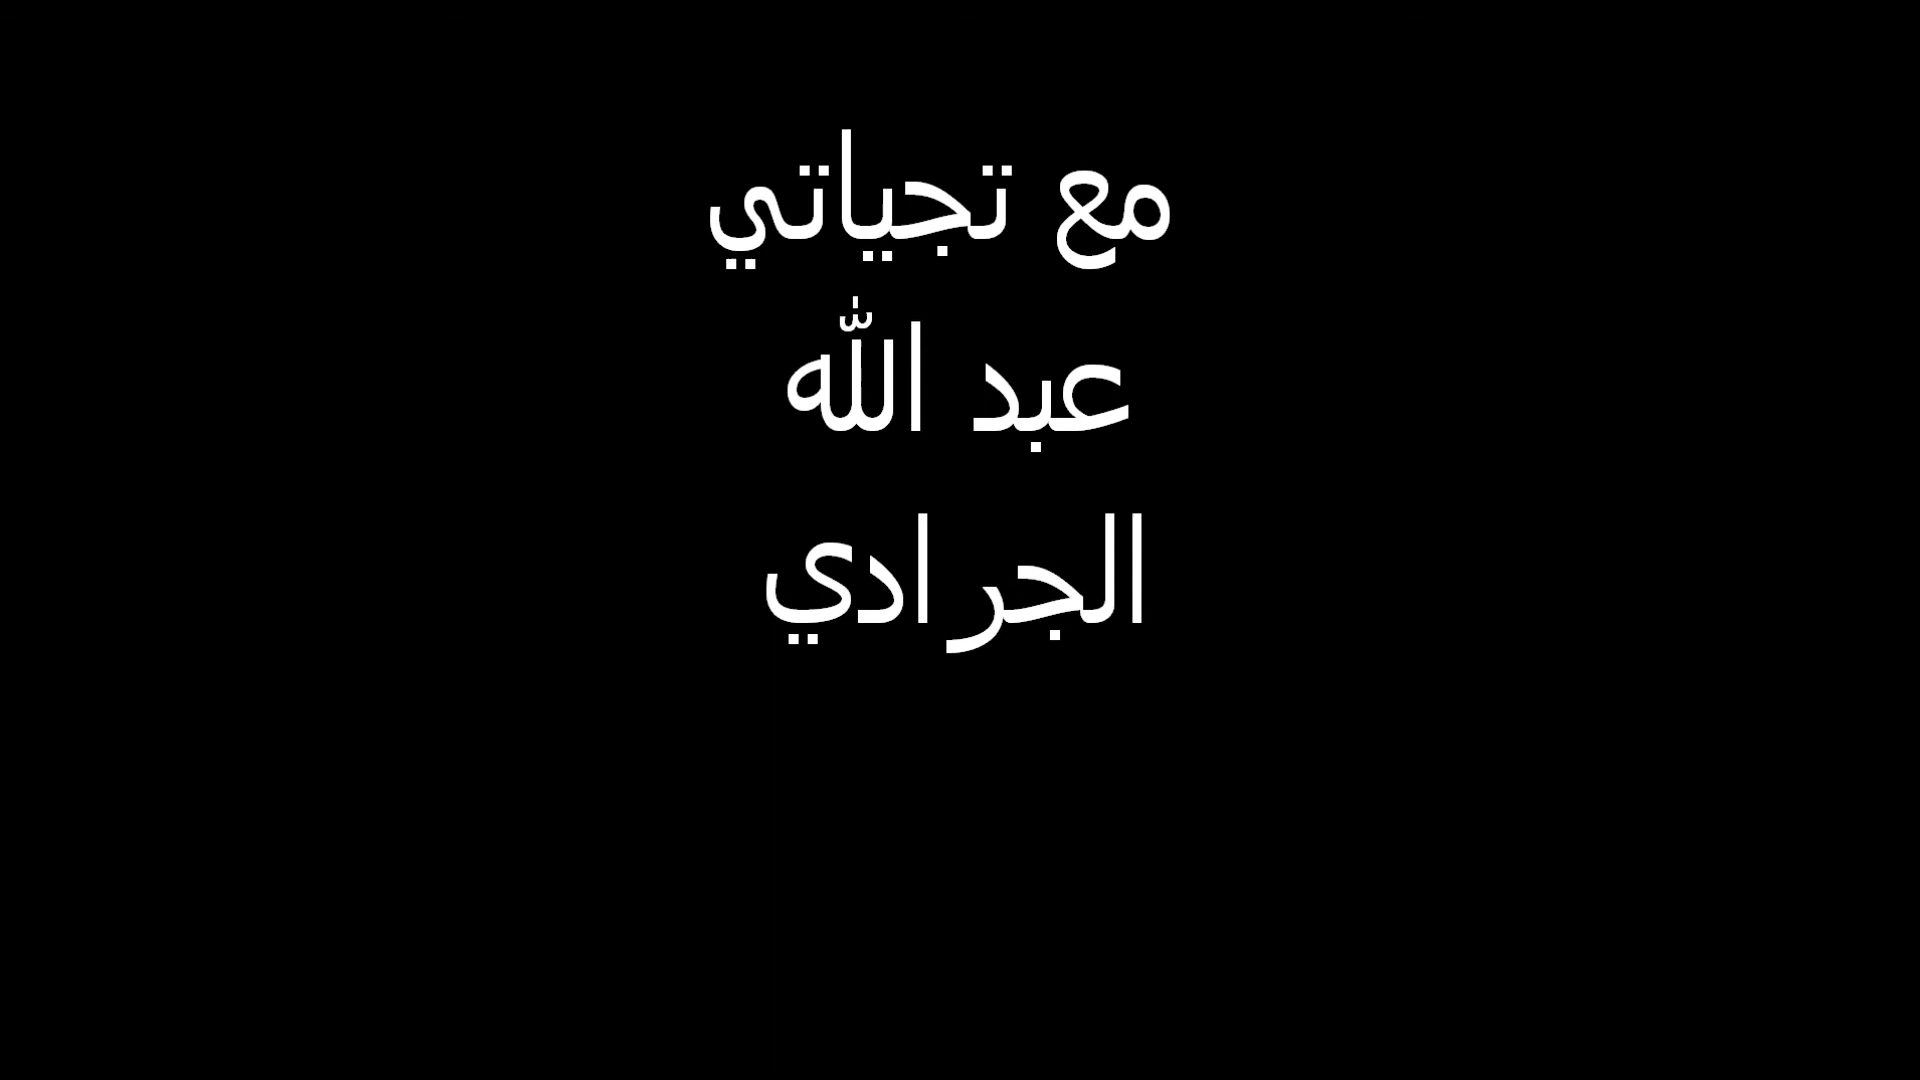 مع تجياتي
عبد الله
الجرادي